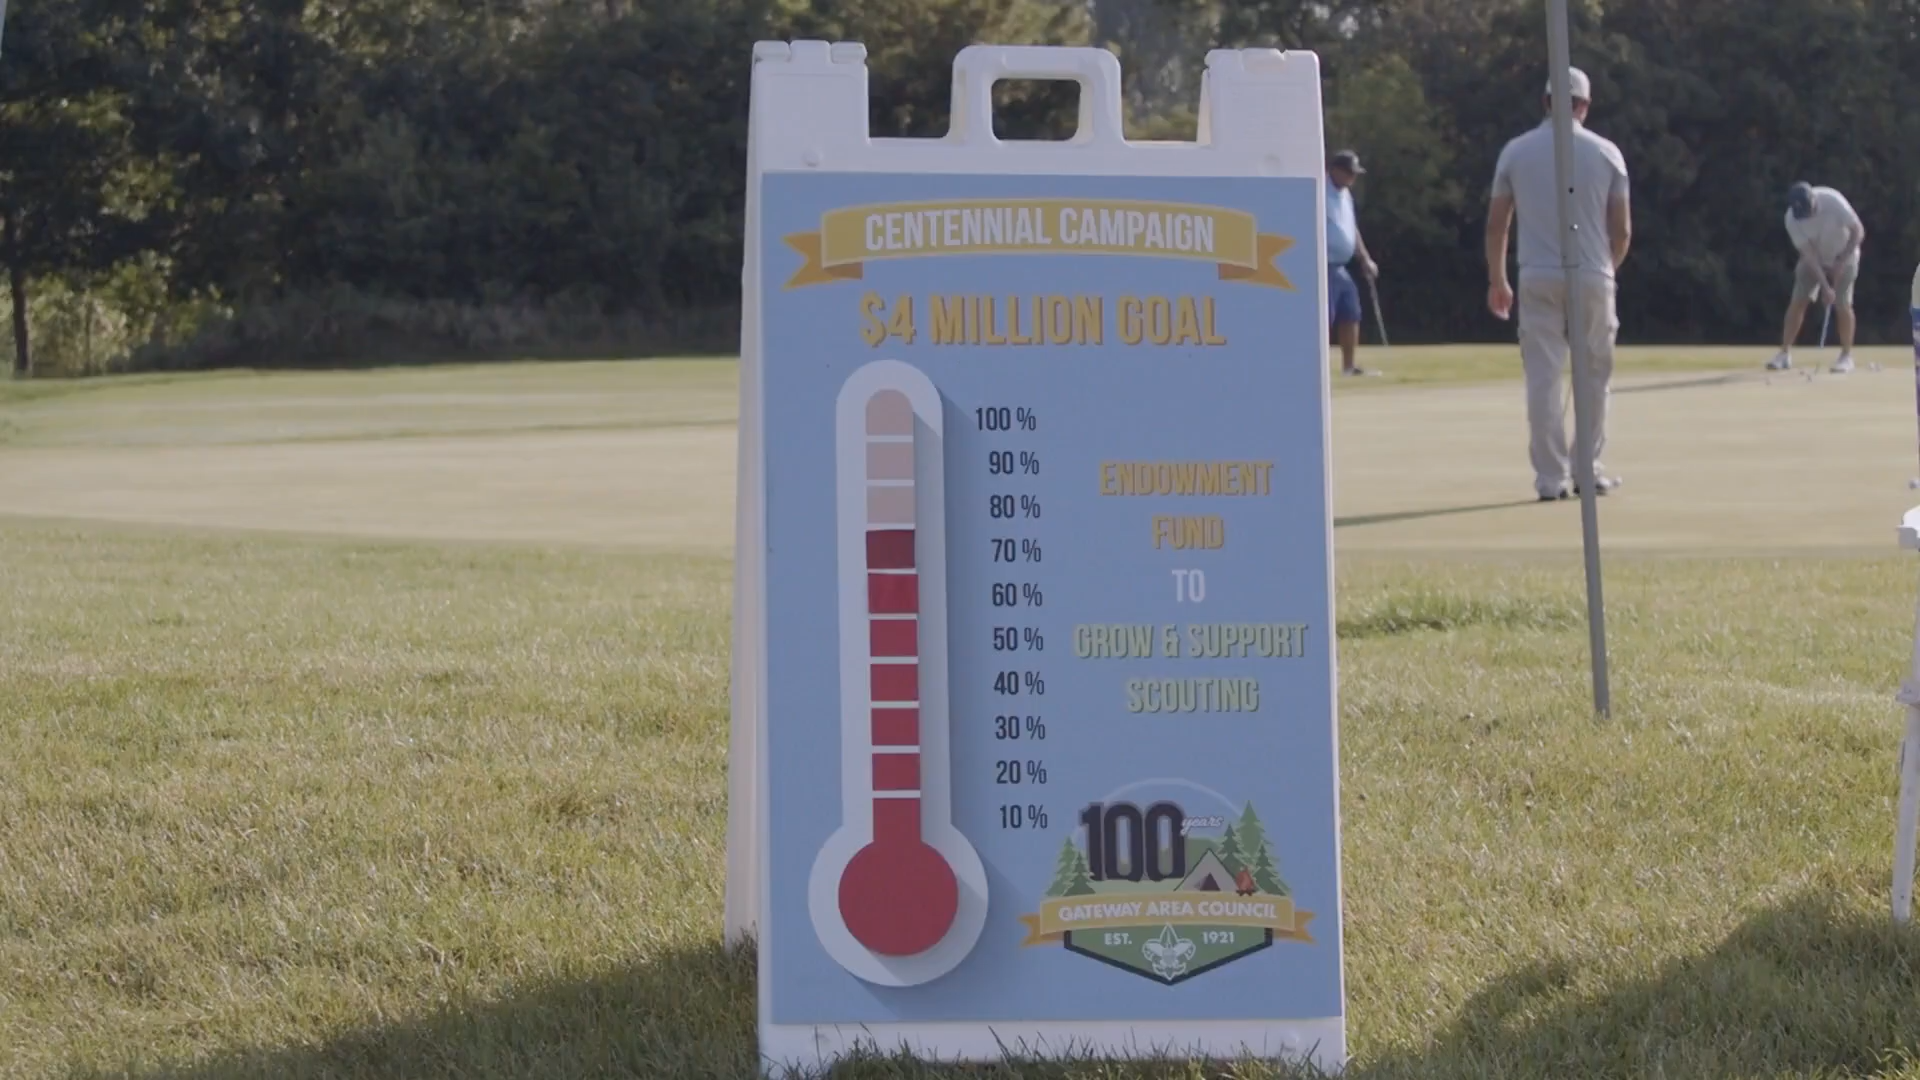 CENTENNIAL CAMPAIGN
$4 MILLION GOAL
100 %
90 %
80 %
70 %
60 %
50 %
40 %
30 %
20 %
10 %
ENDOWMENT
FUND
TO
GROW & SUPPORT
SCOUTING
100 years
GATEWAY AREA COUNCIL
EST. 1921